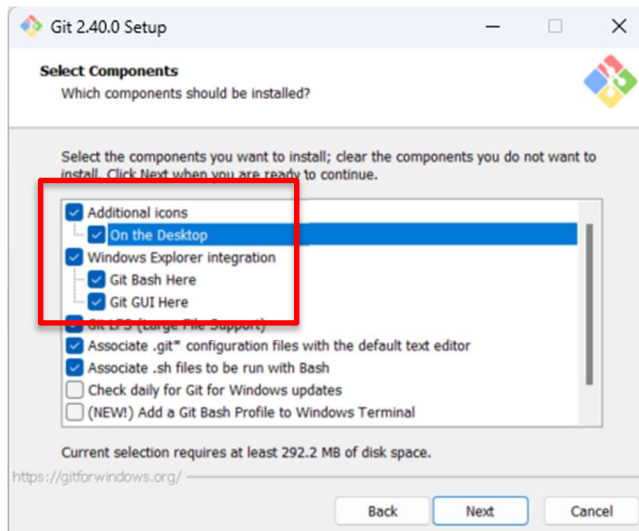 Git 2.40.0 Setup
Select Components
Which components should be installed?
Select the components you want to install; clear the components you do not want to
install. Click Next when you are ready to continue.
Additional icons
On the Desktop
Windows Explorer integration
Git Bash Here
Git GUI Here
Git LFS (Large File Support)
Associate .git* configuration files with the default text editor
Associate .sh files to be run with Bash
Check daily for Git for Windows updates
(NEW!) Add a Git Bash Profile to Windows Terminal
Current selection requires at least 292.2 MB of disk space.
https://gitforwindows.org/
Back Next Cancel